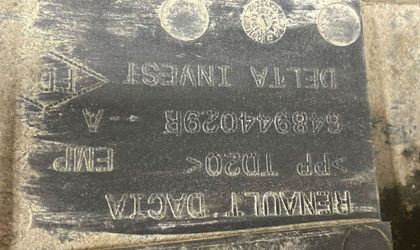 RENAULT DACIA
>PP TD20< EMP
648944029R --A
DELTA INVEST